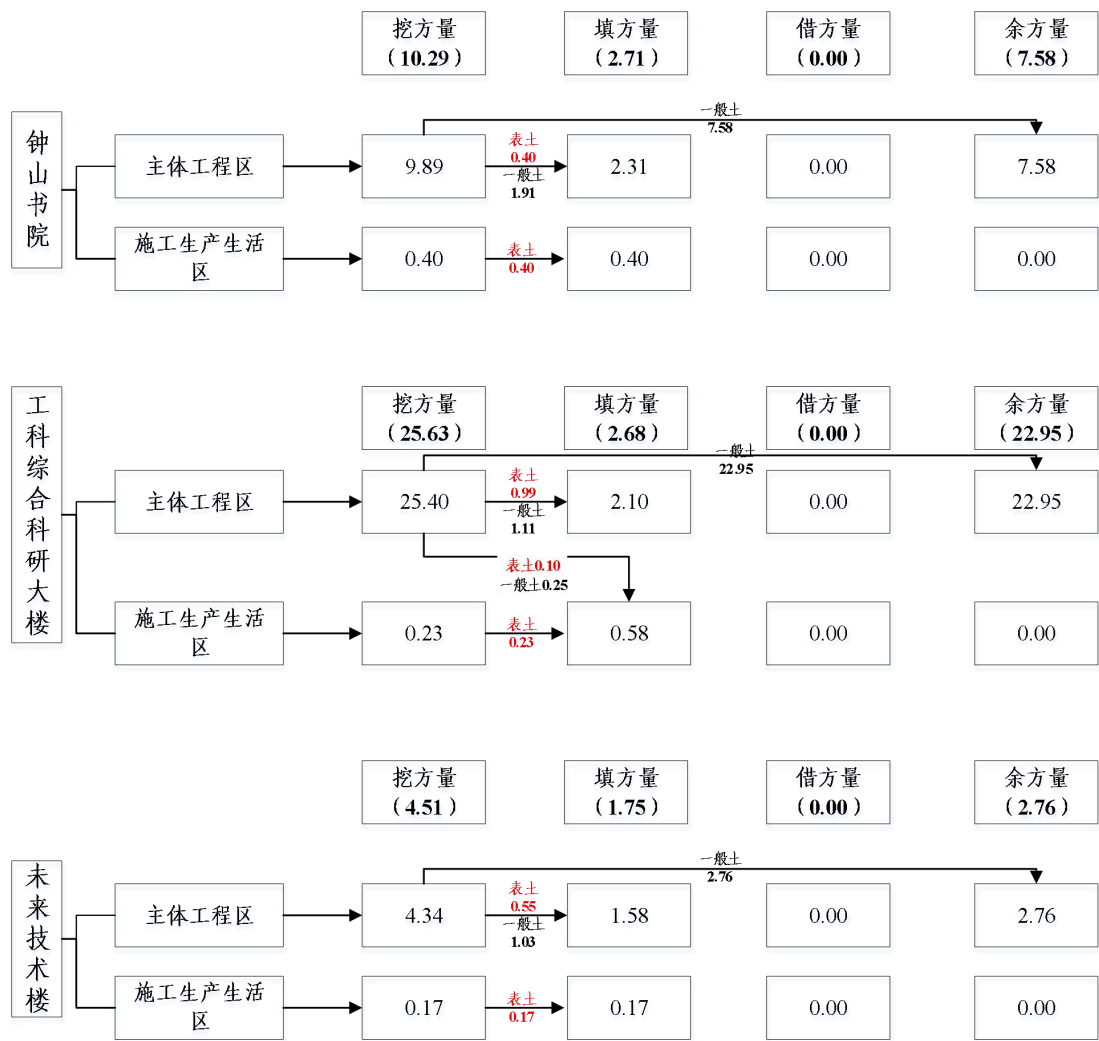 挖方量
（10.29）
填方量
（2.71）
借方量
（0.00）
余方量
（7.58）
钟山书院
主体工程区
9.89
表土
0.40
一般土
1.91
2.31
0.00
一般土
7.58
7.58
施工生产生活
区
0.40
表土
0.40
0.40
0.00
0.00
挖方量
(25.63)
填方量
(2.68)
借方量
(0.00)
余方量
(22.95)
工科综合科研大楼
主体工程区
25.40
表土
0.99
一般土
1.11
2.10
0.00
一般土
22.95
22.95
表土0.10
一般土0.25
施工生产生活
区
0.23
表土
0.23
0.58
0.00
0.00
挖方量
（4.51）
填方量
（1.75）
借方量
（0.00）
余方量
（2.76）
未来技术楼
主体工程区
4.34
表土
0.55
一般土
1.03
1.58
0.00
一般土
2.76
2.76
施工生产生活
区
0.17
表土
0.17
0.17
0.00
0.00